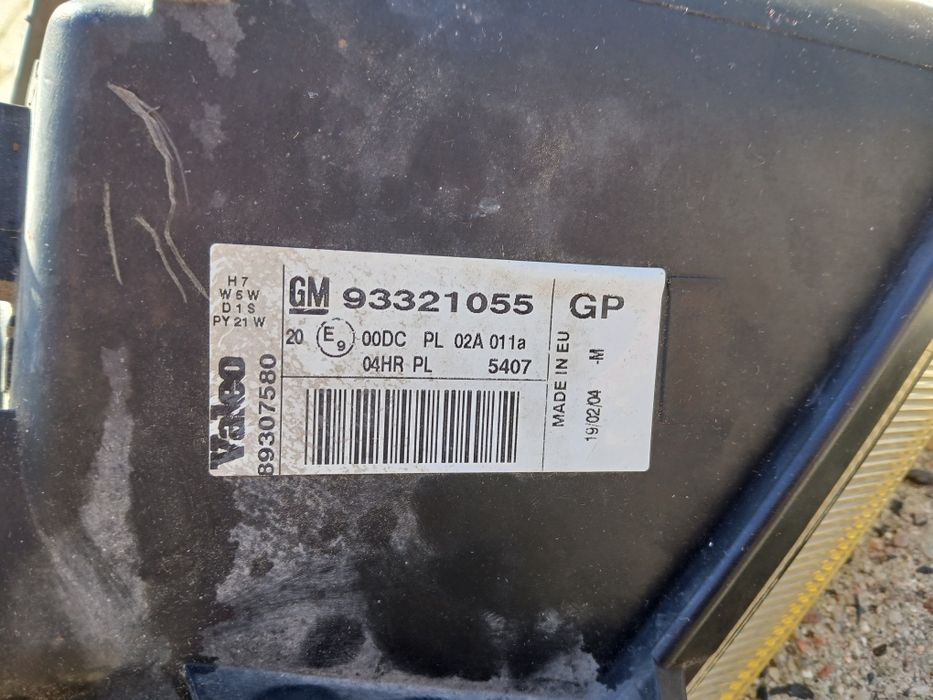 H7
W5W
D1S
PY21W
Valeo
89307580
GM 93321055
20 E9 00DC PL 02A 011a
04HR PL 5407
GP
MADE IN EU
19/02/04 -M